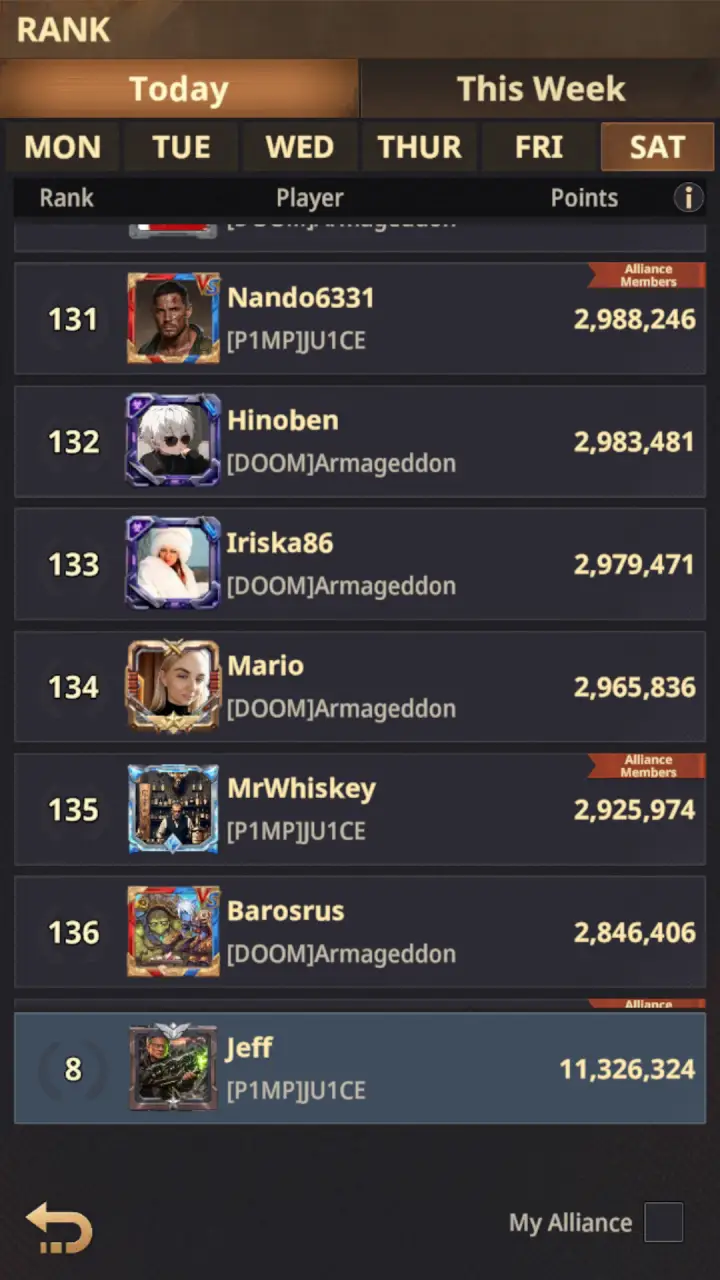 RANK
Today
This Week
MON TUE WED THUR FRI SAT
Rank Player Points i
[DOOM]Armageddon
Alliance
Members
131 Nando6331 2,988,246
[P1MP]JU1CE
132 Hinoben 2,983,481
[DOOM]Armageddon
133 Iriska86 2,979,471
[DOOM]Armageddon
134 Mario 2,965,836
[DOOM]Armageddon
Alliance
Members
135 MrWhiskey 2,925,974
[P1MP]JU1CE
136 Barosrus 2,846,406
[DOOM]Armageddon
Alliance
8 Jeff 11,326,324
[P1MP]JU1CE
My Alliance